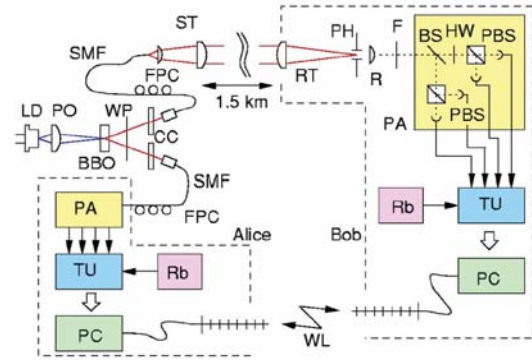 ST
PH
F
BS
HW
PBS
SMF
FPC
RT
R
1.5 km
LD
PO
WP
CC
PA
PBS
BBO
SMF
PA
FPC
Alice
Bob
Rb
TU
TU
Rb
PC
PC
WL